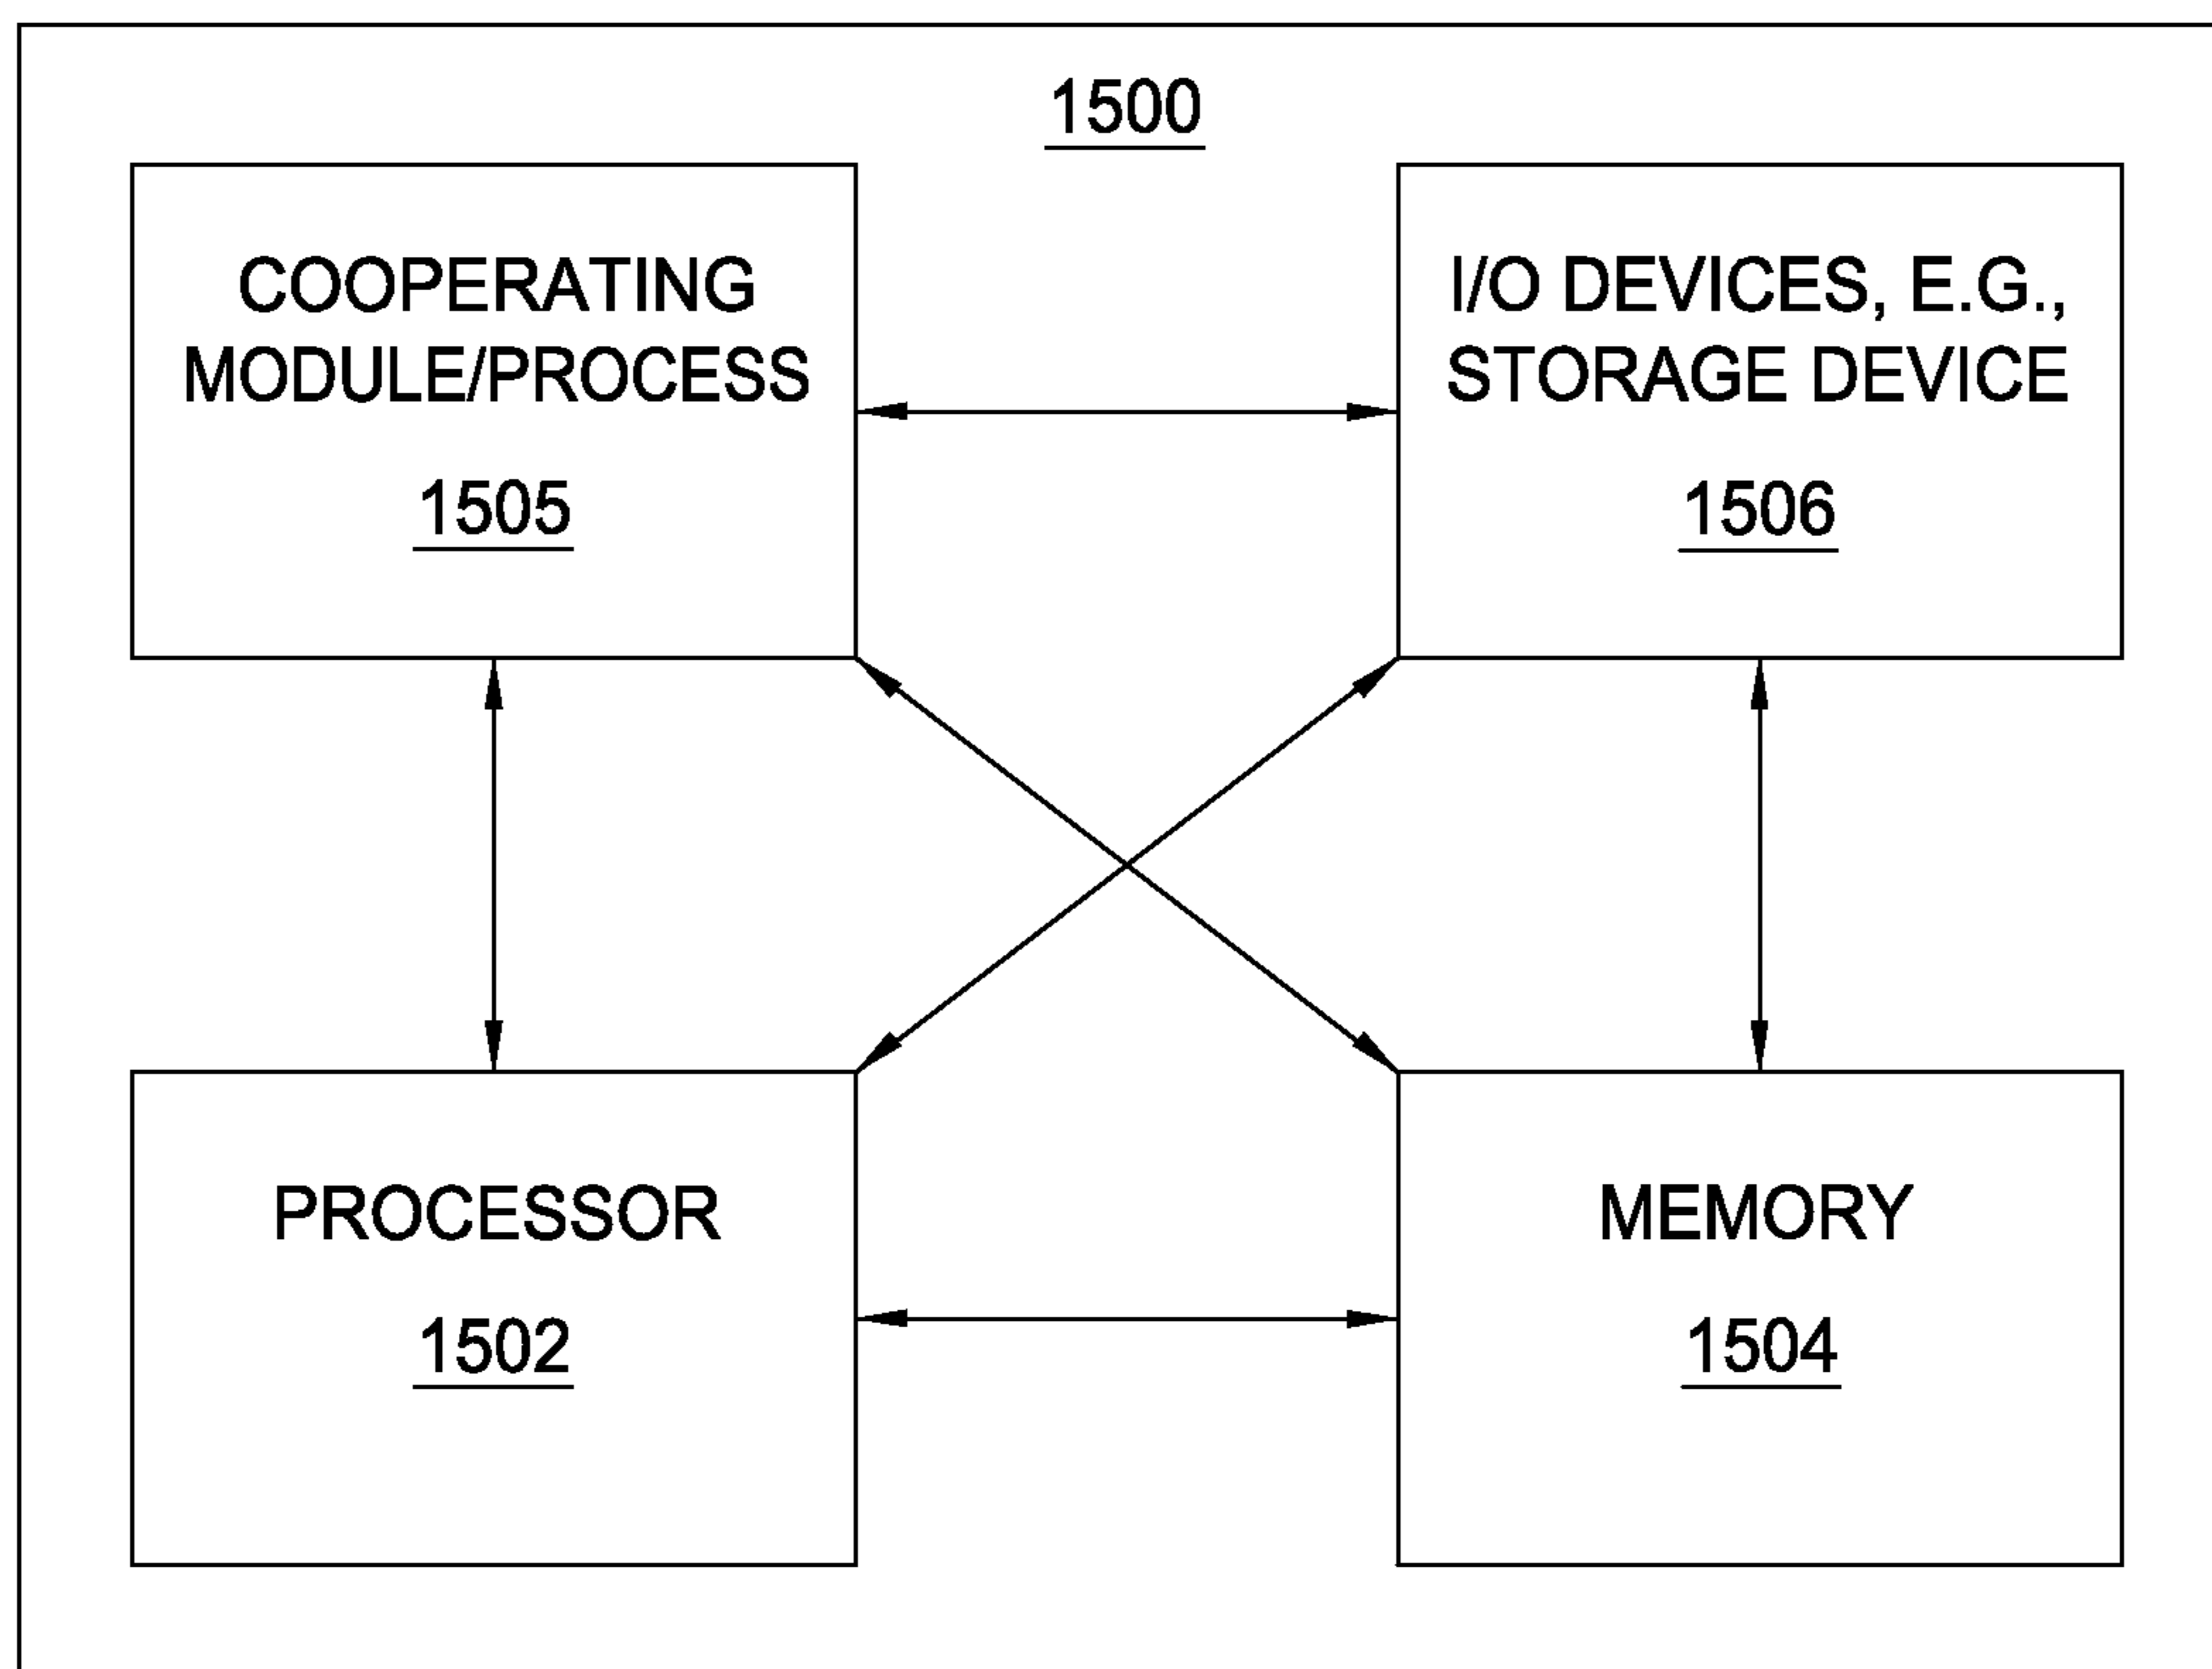 1500
COOPERATING
MODULE/PROCESS
1505
I/O DEVICES, E.G.,
STORAGE DEVICE
1506
PROCESSOR
1502
MEMORY
1504